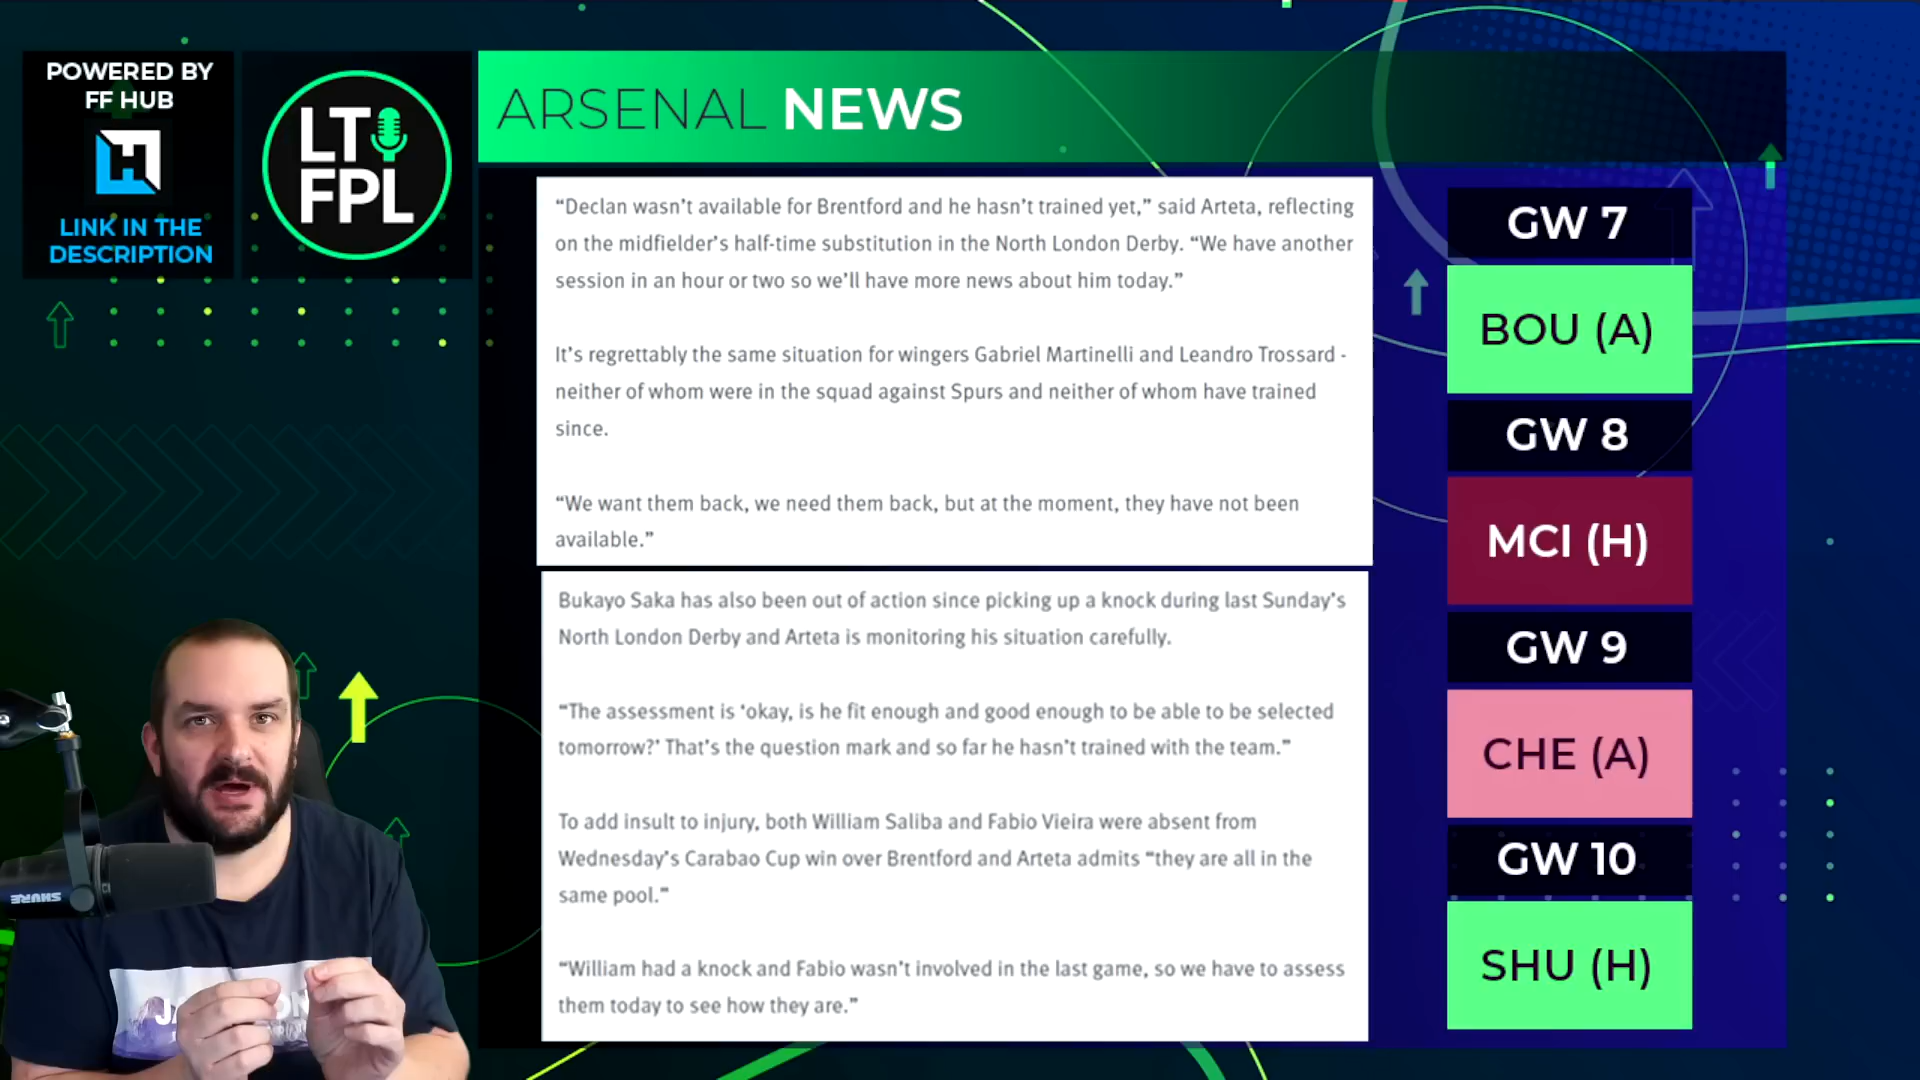 POWERED BY
FF HUB
LINK IN THE
DESCRIPTION
LT
FPL
ARSENAL NEWS
“Declan wasn’t available for Brentford and he hasn’t trained yet,” said Arteta, reflecting
on the midfielder’s half-time substitution in the North London Derby. “We have another
session in an hour or two so we’ll have more news about him today.”
It’s regrettably the same situation for wingers Gabriel Martinelli and Leandro Trossard -
neither of whom were in the squad against Spurs and neither of whom have trained
since.
“We want them back, we need them back, but at the moment, they have not been
available.”
Bukayo Saka has also been out of action since picking up a knock during last Sunday’s
North London Derby and Arteta is monitoring his situation carefully.
“The assessment is ‘okay, is he fit enough and good enough to be able to be selected
tomorrow?’ That’s the question mark and so far he hasn’t trained with the team.”
To add insult to injury, both William Saliba and Fabio Vieira were absent from
Wednesday’s Carabao Cup win over Brentford and Arteta admits “they are all in the
same pool.”
“William had a knock and Fabio wasn’t involved in the last game, so we have to assess
them today to see how they are.”
GW 7
BOU (A)
GW 8
MCI (H)
GW 9
CHE (A)
GW 10
SHU (H)
SHURE